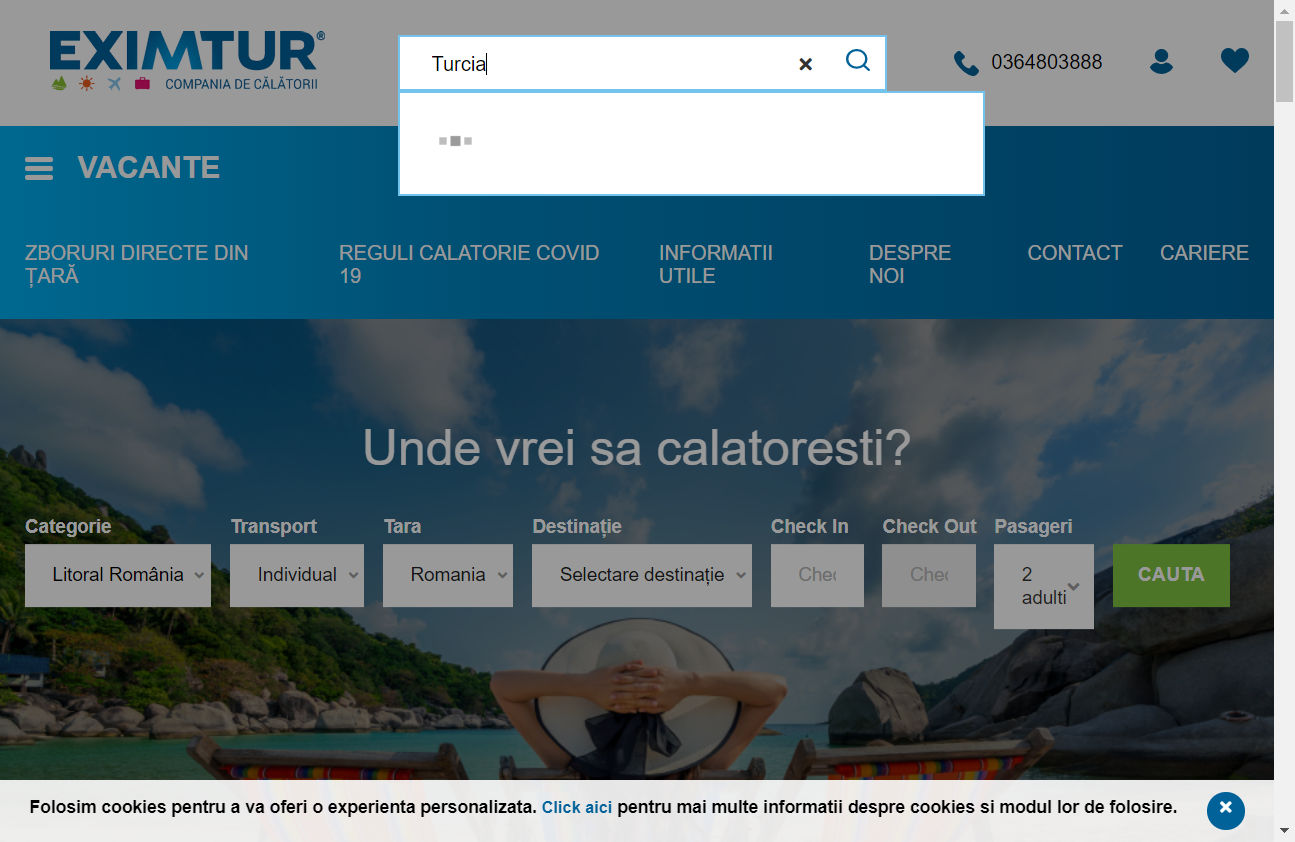 EXIMTUR®
COMPANIA DE CĂLĂTORII
Turcia
0364803888
VACANTE
ZBORURI DIRECTE DIN
ȚARĂ
REGULI CALATORIE COVID
19
INFORMATII
UTILE
DESPRE
NOI
CONTACT
CARIERE
Unde vrei sa calatoresti?
Categorie
Transport
Tara
Destinație
Check In
Check Out
Pasageri
Litoral România
Individual
Romania
Selectare destinație
Chec
Chec
2
adulti
CAUTA
Folosim cookies pentru a va oferi o experienta personalizata. Click aici pentru mai multe informatii despre cookies si modul lor de folosire.